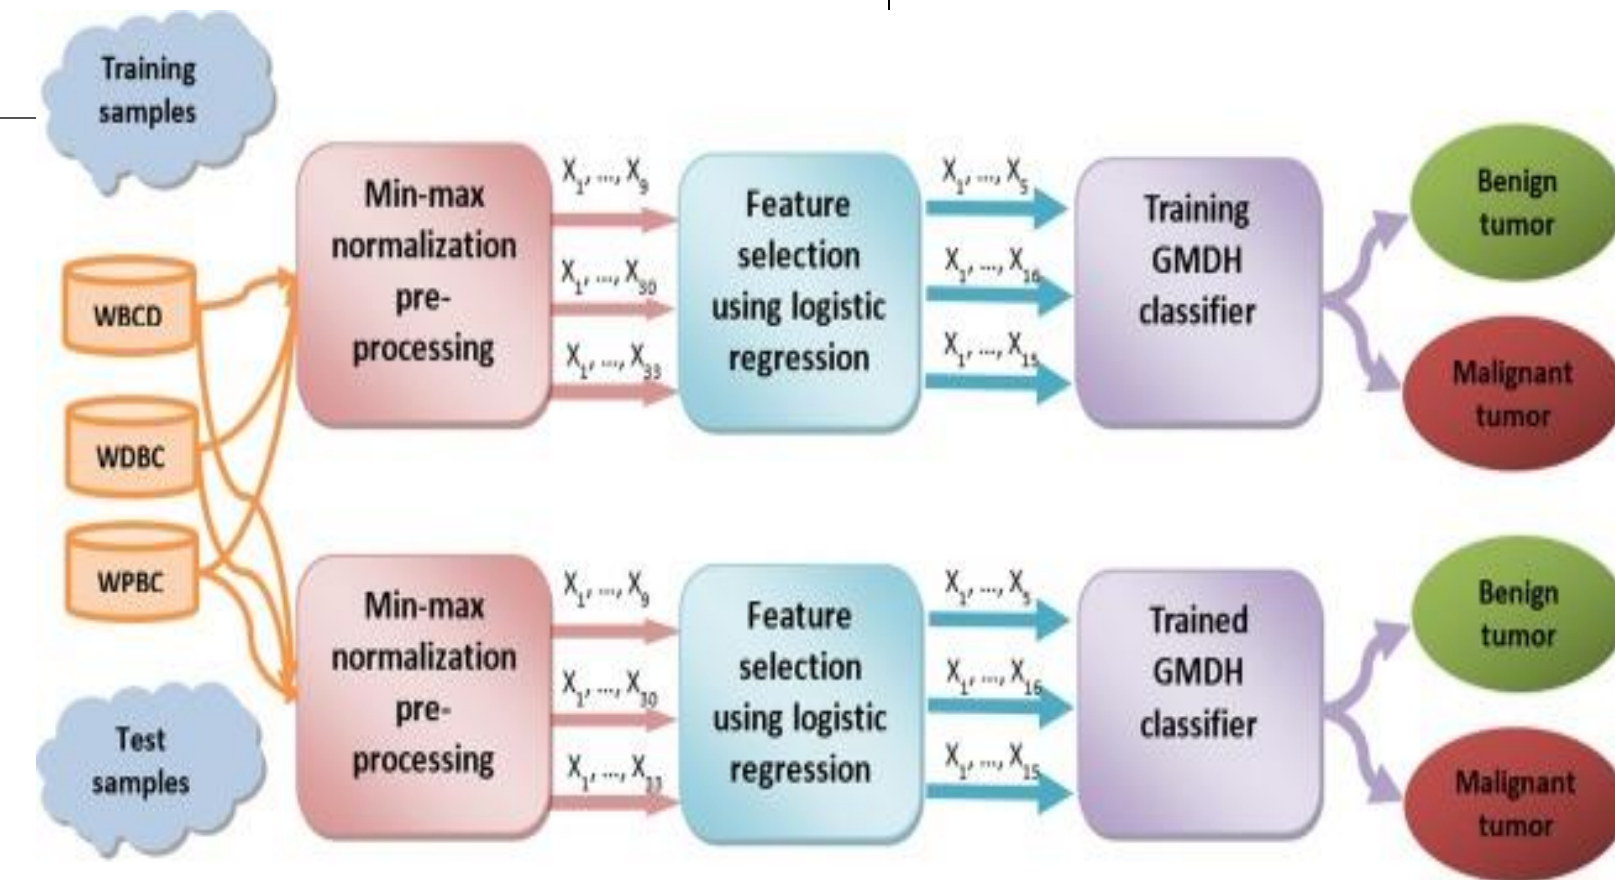 Training
samples
Min-max
normalization
pre-
processing
X1, ..., X9
X1, ..., X30
X1, ..., X33
Feature
selection
using logistic
regression
X1, ..., X5
X1, ..., X16
X1, ..., X15
Training
GMDH
classifier
Benign
tumor
Malignant
tumor
WBCD
WDBC
WPBC
Test
samples
Min-max
normalization
pre-
processing
X1, ..., X9
X1, ..., X30
X1, ..., X33
Feature
selection
using logistic
regression
X1, ..., X5
X1, ..., X16
X1, ..., X15
Trained
GMDH
classifier
Benign
tumor
Malignant
tumor